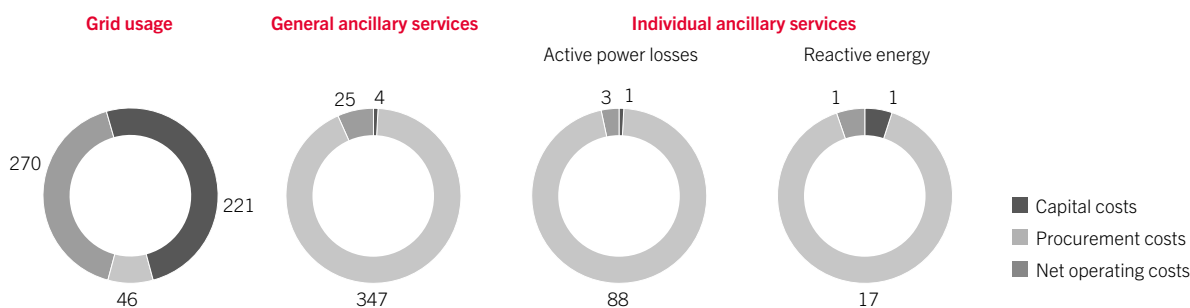 Grid usage
General ancillary services
Individual ancillary services
Active power losses
Reactive energy
270
221
46
25
4
347
3
1
88
1
1
17
Capital costs
Procurement costs
Net operating costs